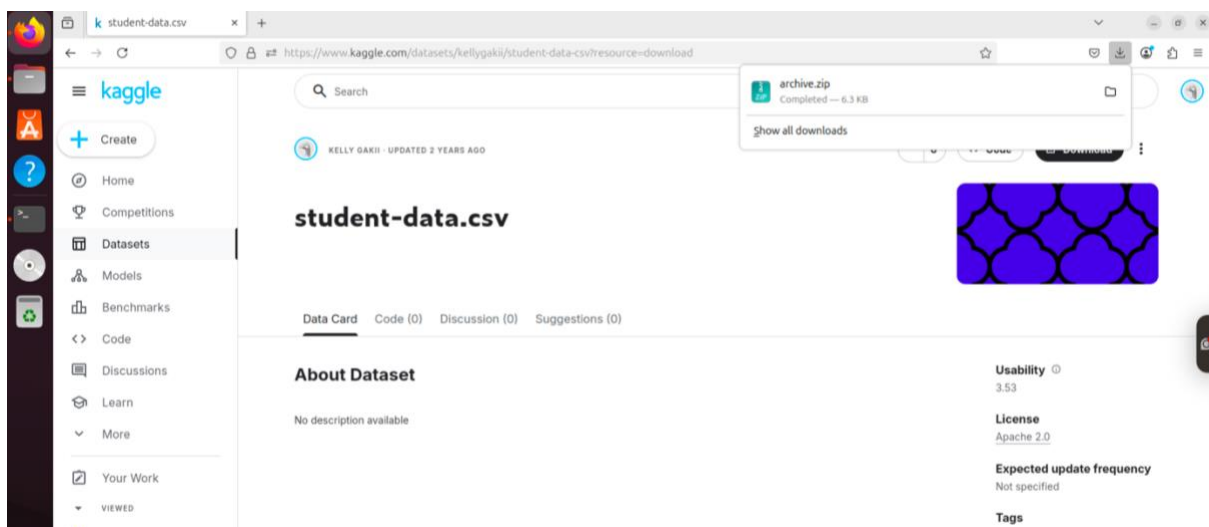 k student-data.csv × +
https://www.kaggle.com/datasets/kellygakii/student-data-csv?resource=download
kaggle
Search
archive.zip
Completed — 6.3 KB
Show all downloads
Create
KELLY GAKII · UPDATED 2 YEARS AGO
Home
Competitions
student-data.csv
Datasets
Models
Benchmarks
Data Card Code (0) Discussion (0) Suggestions (0)
Code
Discussions
About Dataset
Usability
3.53
Learn
No description available
License
Apache 2.0
More
Expected update frequency
Not specified
Your Work
VIEWED
Tags